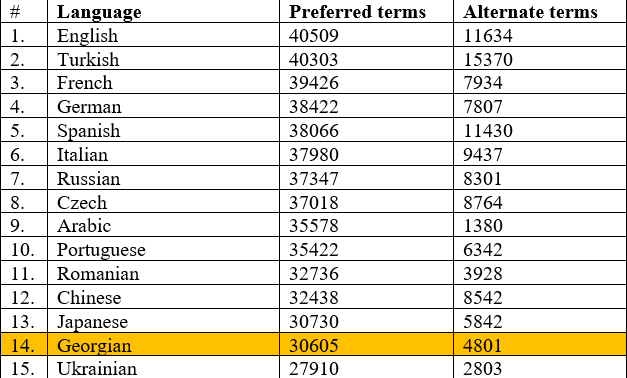 # Language Preferred terms Alternate terms
1. English 40509 11634
2. Turkish 40303 15370
3. French 39426 7934
4. German 38422 7807
5. Spanish 38066 11430
6. Italian 37980 9437
7. Russian 37347 8301
8. Czech 37018 8764
9. Arabic 35578 1380
10. Portuguese 35422 6342
11. Romanian 32736 3928
12. Chinese 32438 8542
13. Japanese 30730 5842
14. Georgian 30605 4801
15. Ukrainian 27910 2803